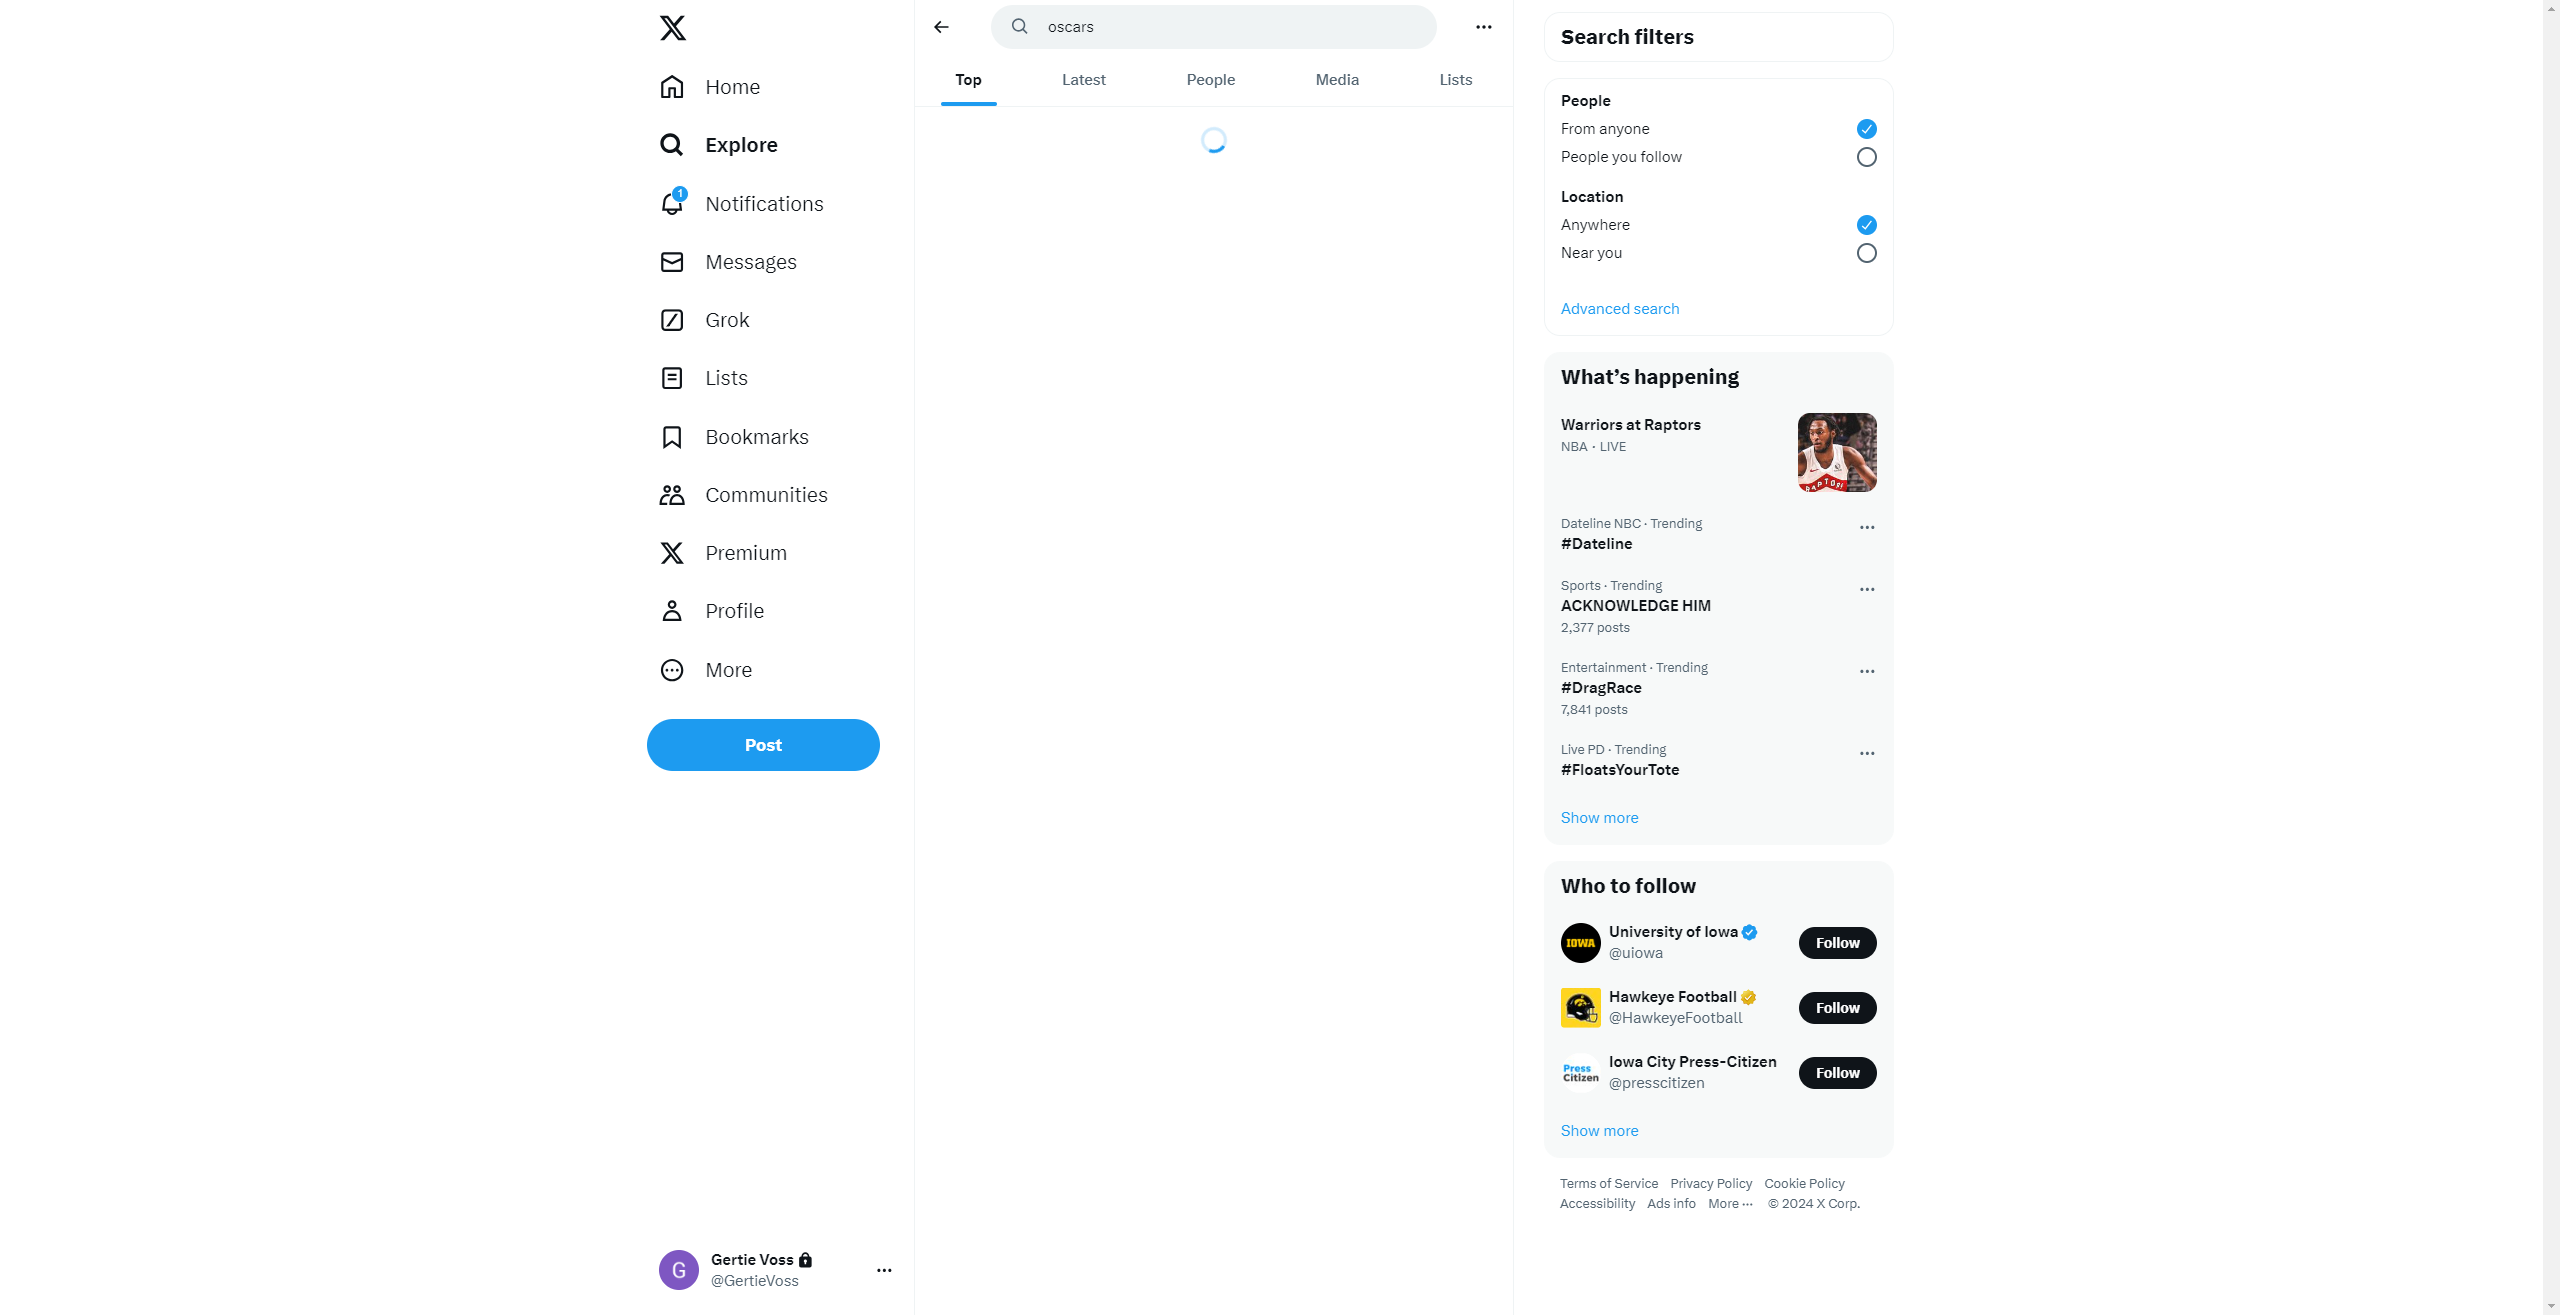 Home
Explore
1
Notifications
Messages
Grok
Lists
Bookmarks
Communities
Premium
Profile
More
Post
G
Gertie Voss
@GertieVoss
oscars
Top Latest People Media Lists
Search filters
People
From anyone
People you follow
Location
Anywhere
Near you
Advanced search
What’s happening
Warriors at Raptors
NBA · LIVE
RAPTORS
Dateline NBC · Trending
#Dateline
Sports · Trending
ACKNOWLEDGE HIM
2,377 posts
Entertainment · Trending
#DragRace
7,841 posts
Live PD · Trending
#FloatsYourTote
Show more
Who to follow
IOWA
University of Iowa
@uiowa
Follow
Hawkeye Football
@HawkeyeFootball
Follow
Press
Citizen
Iowa City Press-Citizen
@presscitizen
Follow
Show more
Terms of Service Privacy Policy Cookie Policy
Accessibility Ads info More ··· © 2024 X Corp.